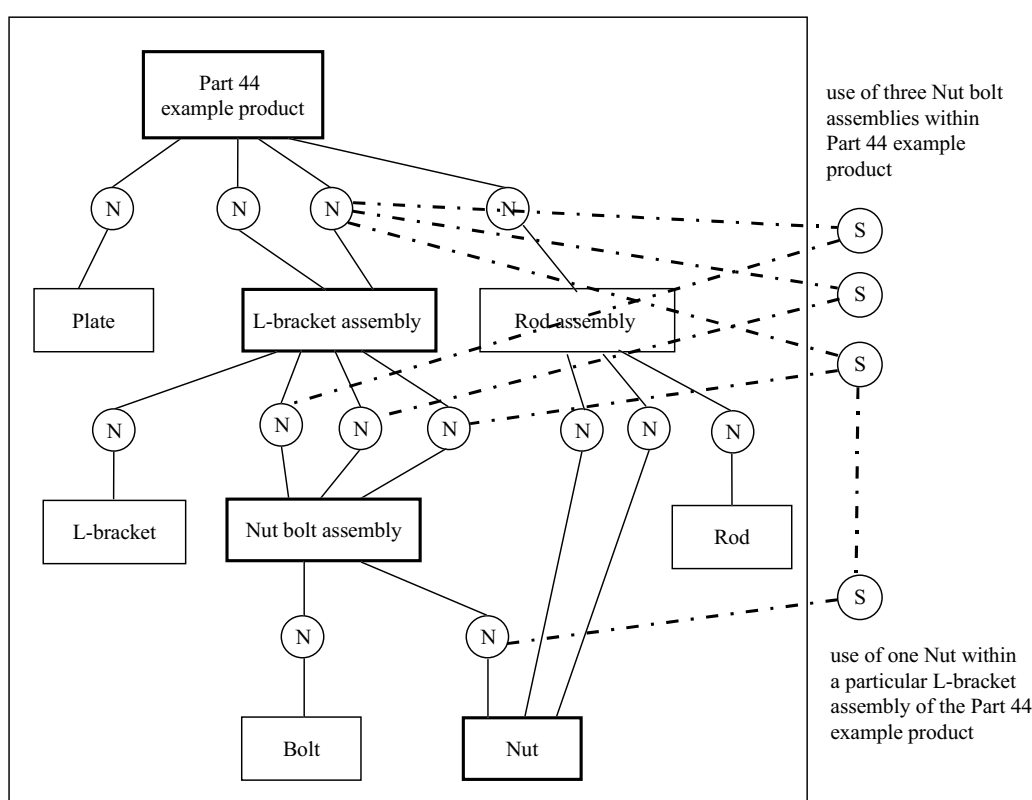 Part 44
example product
use of three Nut bolt
assemblies within
Part 44 example
product
N
N
N
N
S
S
Plate
L-bracket assembly
Rod assembly
S
N
N
N
N
N
N
N
L-bracket
Nut bolt assembly
Rod
S
N
N
use of one Nut within
a particular L-bracket
assembly of the Part 44
example product
Bolt
Nut